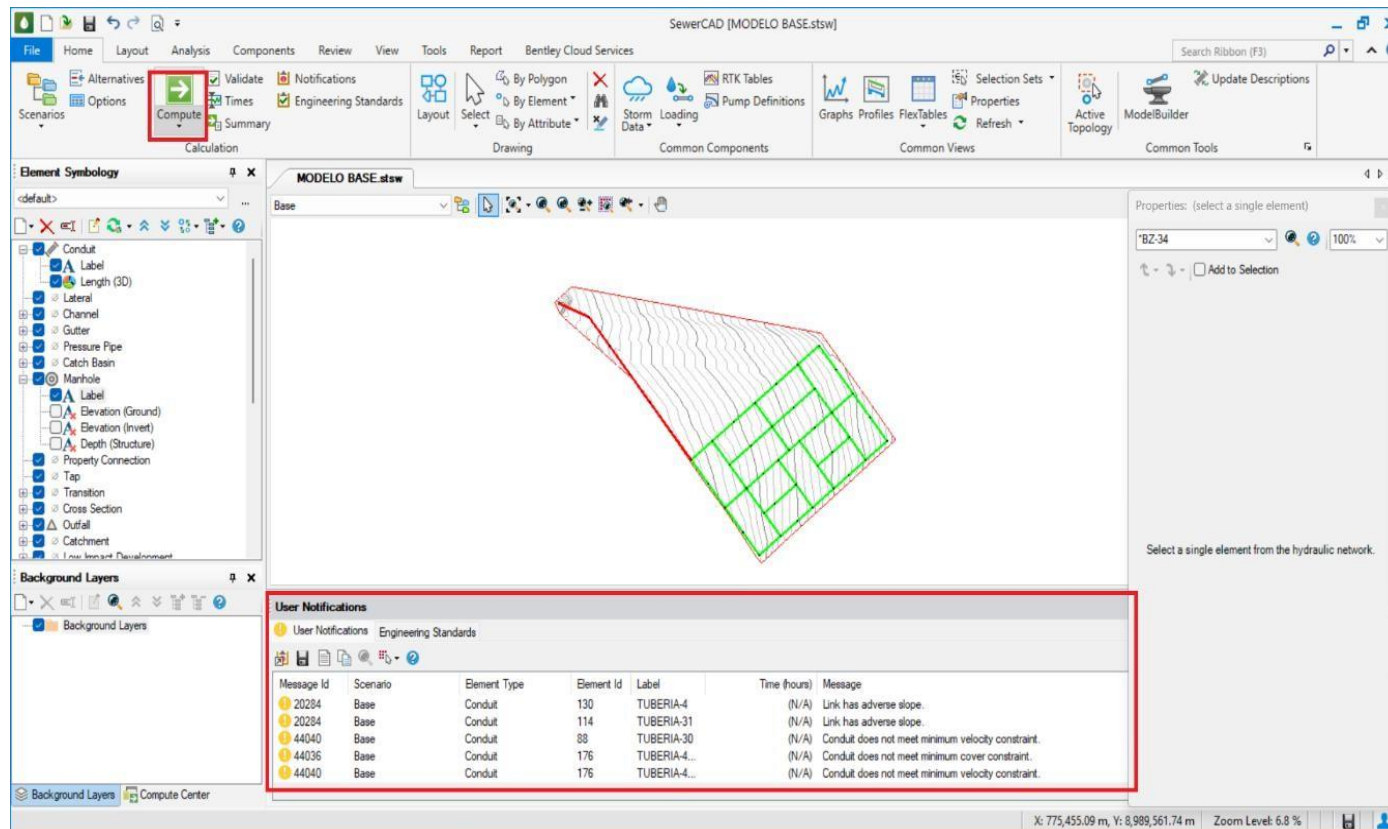 SewerCAD [MODELO BASE.stsw]
File Home Layout Analysis Components Review View Tools Report Bentley Cloud Services Search Ribbon (F3)
Scenarios Alternatives Options Compute Validate Times Summary Notifications Engineering Standards
Calculation
Layout Select By Polygon By Element By Attribute
Drawing
Storm Data Loading RTK Tables Pump Definitions
Common Components
Graphs Profiles FlexTables Selection Sets Properties Refresh
Common Views
Active Topology ModelBuilder Update Descriptions
Common Tools
Element Symbology
<default>
...
Conduit
Label
Length (3D)
Lateral
Channel
Gutter
Pressure Pipe
Catch Basin
Manhole
Label
Elevation (Ground)
Elevation (Invert)
Depth (Structure)
Property Connection
Tap
Transition
Cross Section
Outfall
Catchment
Low Impact Development
Background Layers
Background Layers
Background Layers Compute Center
MODELO BASE.stsw
Base
Properties: (select a single element)
*BZ-34 100%
Add to Selection
Select a single element from the hydraulic network.
User Notifications
User Notifications Engineering Standards
Message Id Scenario Element Type Element Id Label Time (hours) Message
20284 Base Conduit 130 TUBERIA-4 (N/A) Link has adverse slope.
20284 Base Conduit 114 TUBERIA-31 (N/A) Link has adverse slope.
44040 Base Conduit 88 TUBERIA-30 (N/A) Conduit does not meet minimum velocity constraint.
44036 Base Conduit 176 TUBERIA-4... (N/A) Conduit does not meet minimum cover constraint.
44040 Base Conduit 176 TUBERIA-4... (N/A) Conduit does not meet minimum velocity constraint.
X: 775,455.09 m, Y: 8,989,561.74 m Zoom Level: 6.8 %